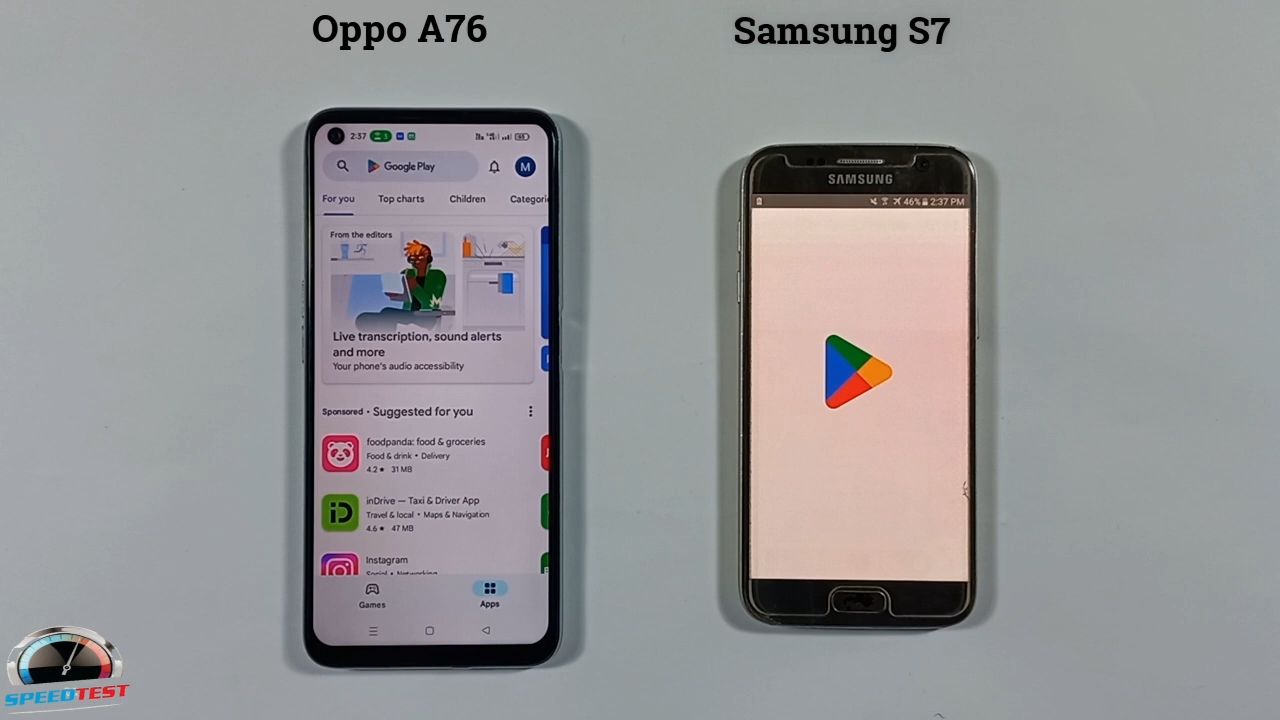 Oppo A76
Samsung S7
2:37
Google Play
M
For you
Top charts
Children
Categori
From the editors
Live transcription, sound alerts
and more
Your phone's audio accessibility
Sponsored • Suggested for you
foodpanda: food & groceries
Food & drink • Delivery
4.2★ 31 MB
inDrive — Taxi & Driver App
Travel & local • Maps & Navigation
4.6★ 47 MB
Instagram
Social • Networking
Games
Apps
SAMSUNG
46% 2:37 PM
iD
SPEEDTEST